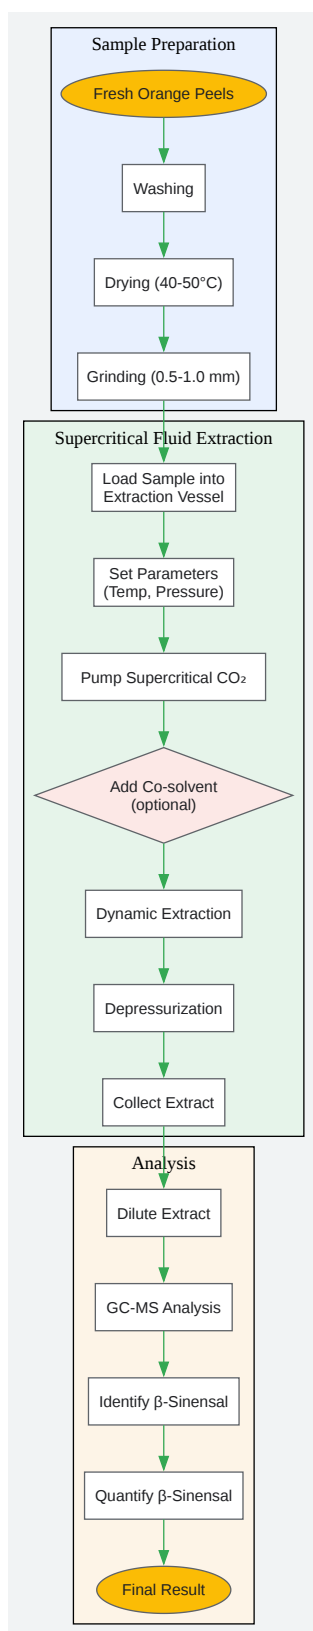 Sample Preparation
Fresh Orange Peels
Washing
Drying (40-50°C)
Grinding (0.5-1.0 mm)
Supercritical Fluid Extraction
Load Sample into
Extraction Vessel
Set Parameters
(Temp, Pressure)
Pump Supercritical CO₂
Add Co-solvent
(optional)
Dynamic Extraction
Depressurization
Collect Extract
Analysis
Dilute Extract
GC-MS Analysis
Identify β-Sinensal
Quantify β-Sinensal
Final Result